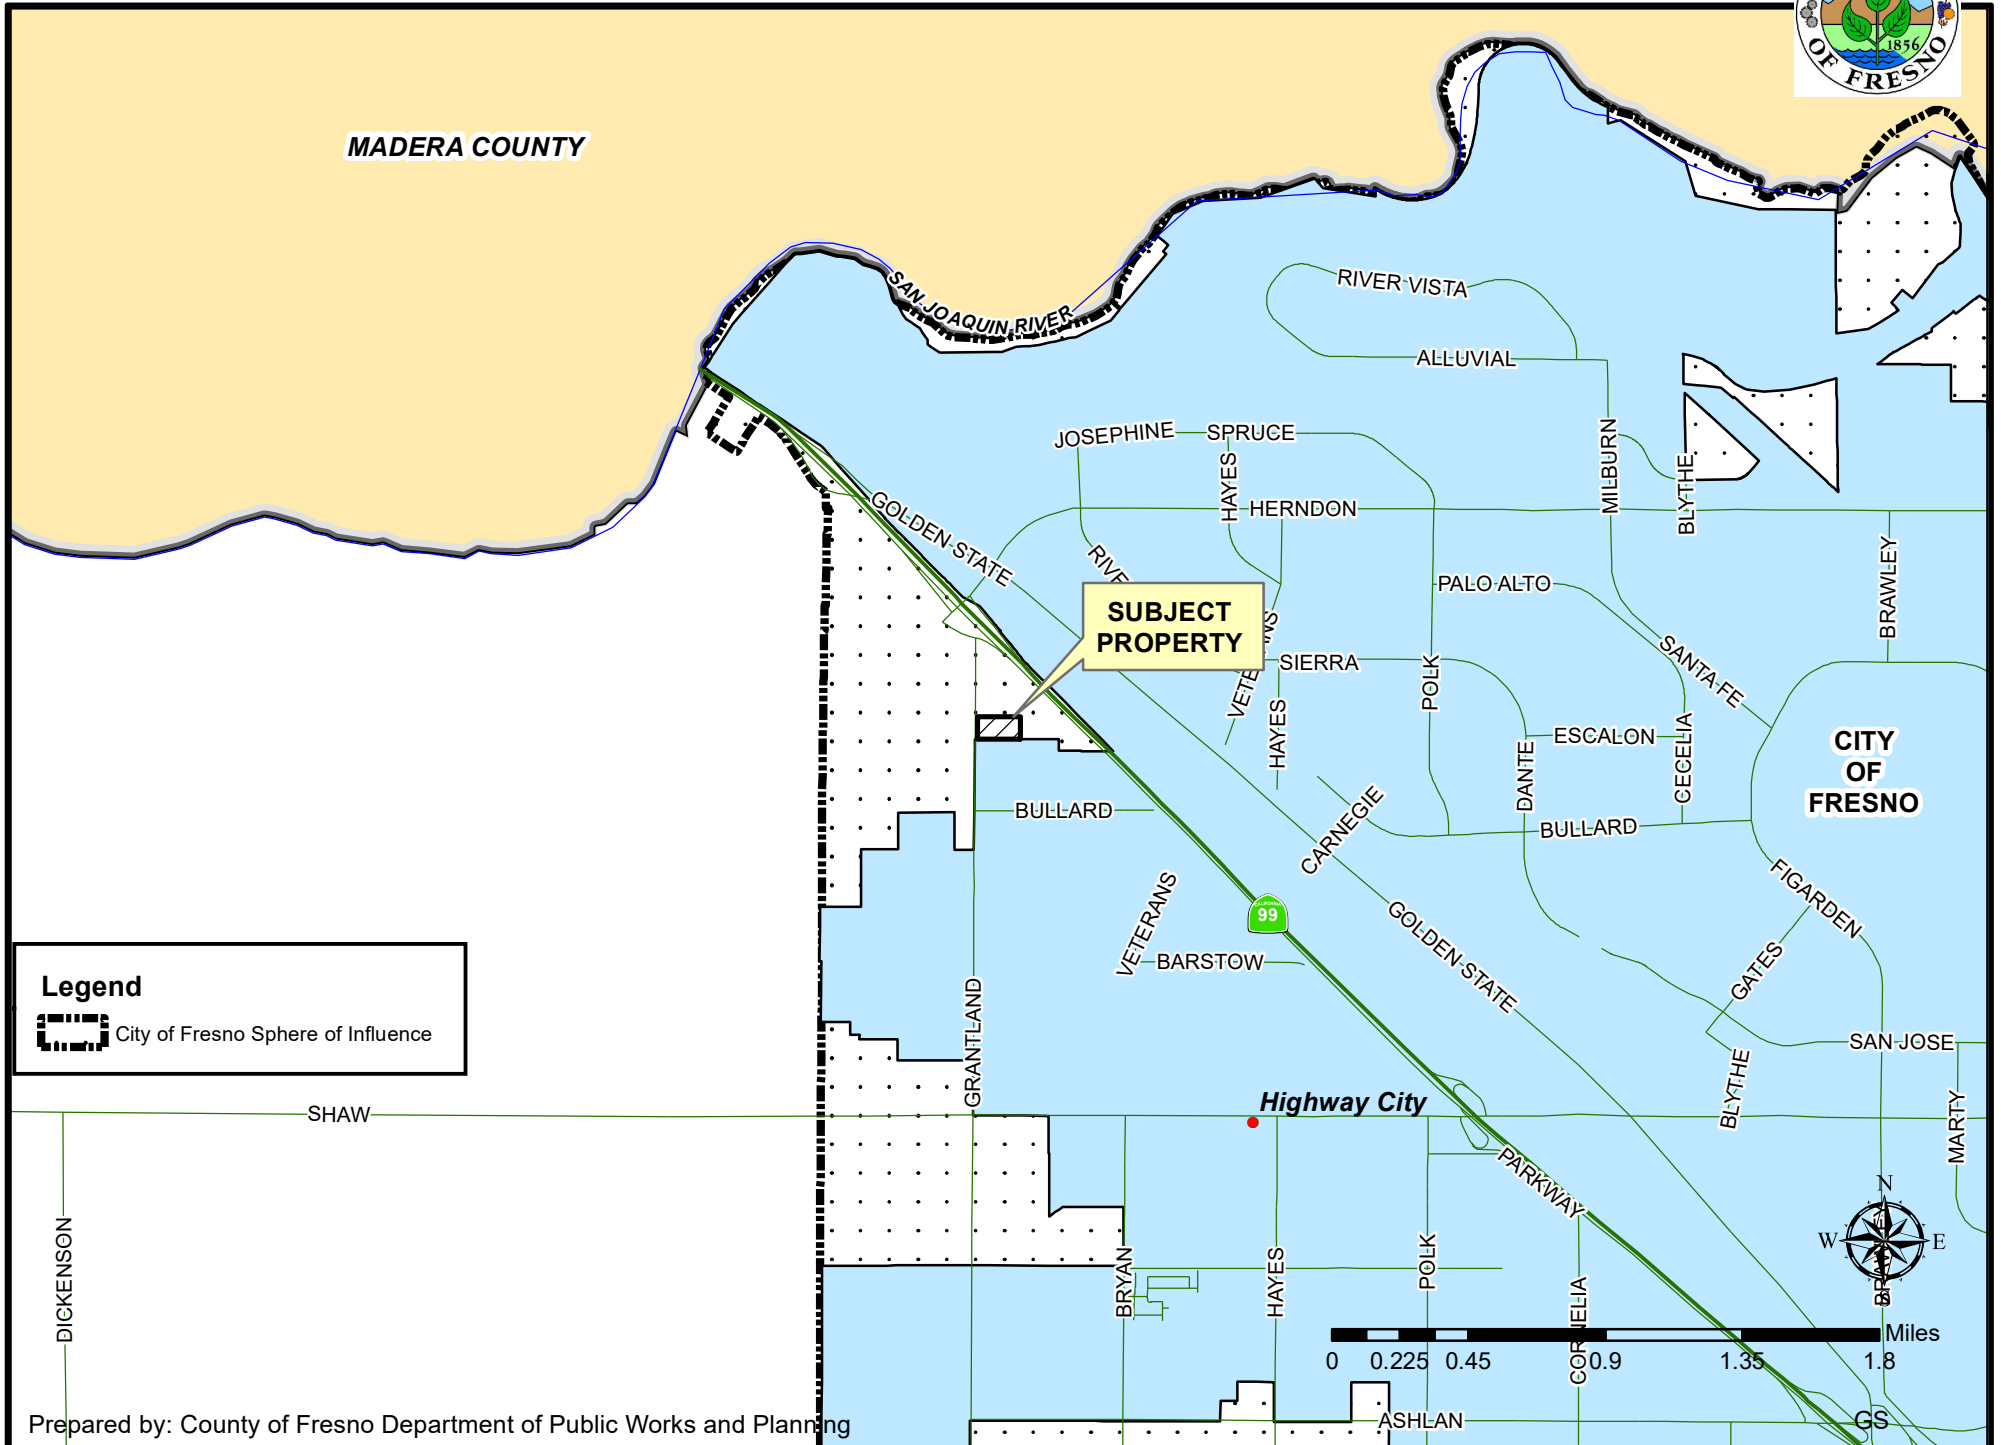 1856
OF FRESNO
MADERA COUNTY
SAN JOAQUIN RIVER
RIVER VISTA
ALLUVIAL
JOSEPHINE
SPRUCE
HAYES
MILBURN
BLYTHE
HERNDON
GOLDEN STATE
BRAWLEY
PALO ALTO
SUBJECT
PROPERTY
SIERRA
POLK
SANTA FE
HAYES
ESCALON
CECELIA
DANTE
CITY
OF
FRESNO
BULLARD
CARNEGIE
BULLARD
FIGARDEN
VETERANS
CALIFORNIA
99
GOLDEN STATE
BARSTOW
GATES
Legend
City of Fresno Sphere of Influence
GRANTLAND
SAN JOSE
BLYTHE
MARTY
SHAW
Highway City
PARKWAY
N
W
E
S
DICKENSON
BRYAN
HAYES
POLK
CORNELIA
BRAWLEY
Miles
0 0.225 0.45 0.9 1.35 1.8
ASHLAN
GS
Prepared by: County of Fresno Department of Public Works and Planning